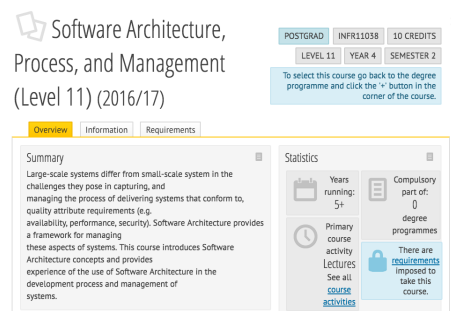 Software Architecture,
Process, and Management
(Level 11) (2016/17)
POSTGRAD INFR11038 10 CREDITS
LEVEL 11 YEAR 4 SEMESTER 2
To select this course go back to the degree
programme and click the '+' button in the
corner of the course.
Overview Information Requirements
Summary
Large-scale systems differ from small-scale system in the
challenges they pose in capturing, and
managing the process of delivering systems that conform to,
quality attribute requirements (e.g.
availability, performance, security). Software Architecture provides
a framework for managing
these aspects of systems. This course introduces Software
Architecture concepts and provides
experience of the use of Software Architecture in the
development process and management of
systems.
Statistics
Years
running:
5+
Compulsory
part of:
0
degree
programmes
Primary
course
activity
Lectures
See all
course
activities
There are
requirements
imposed to
take this
course.